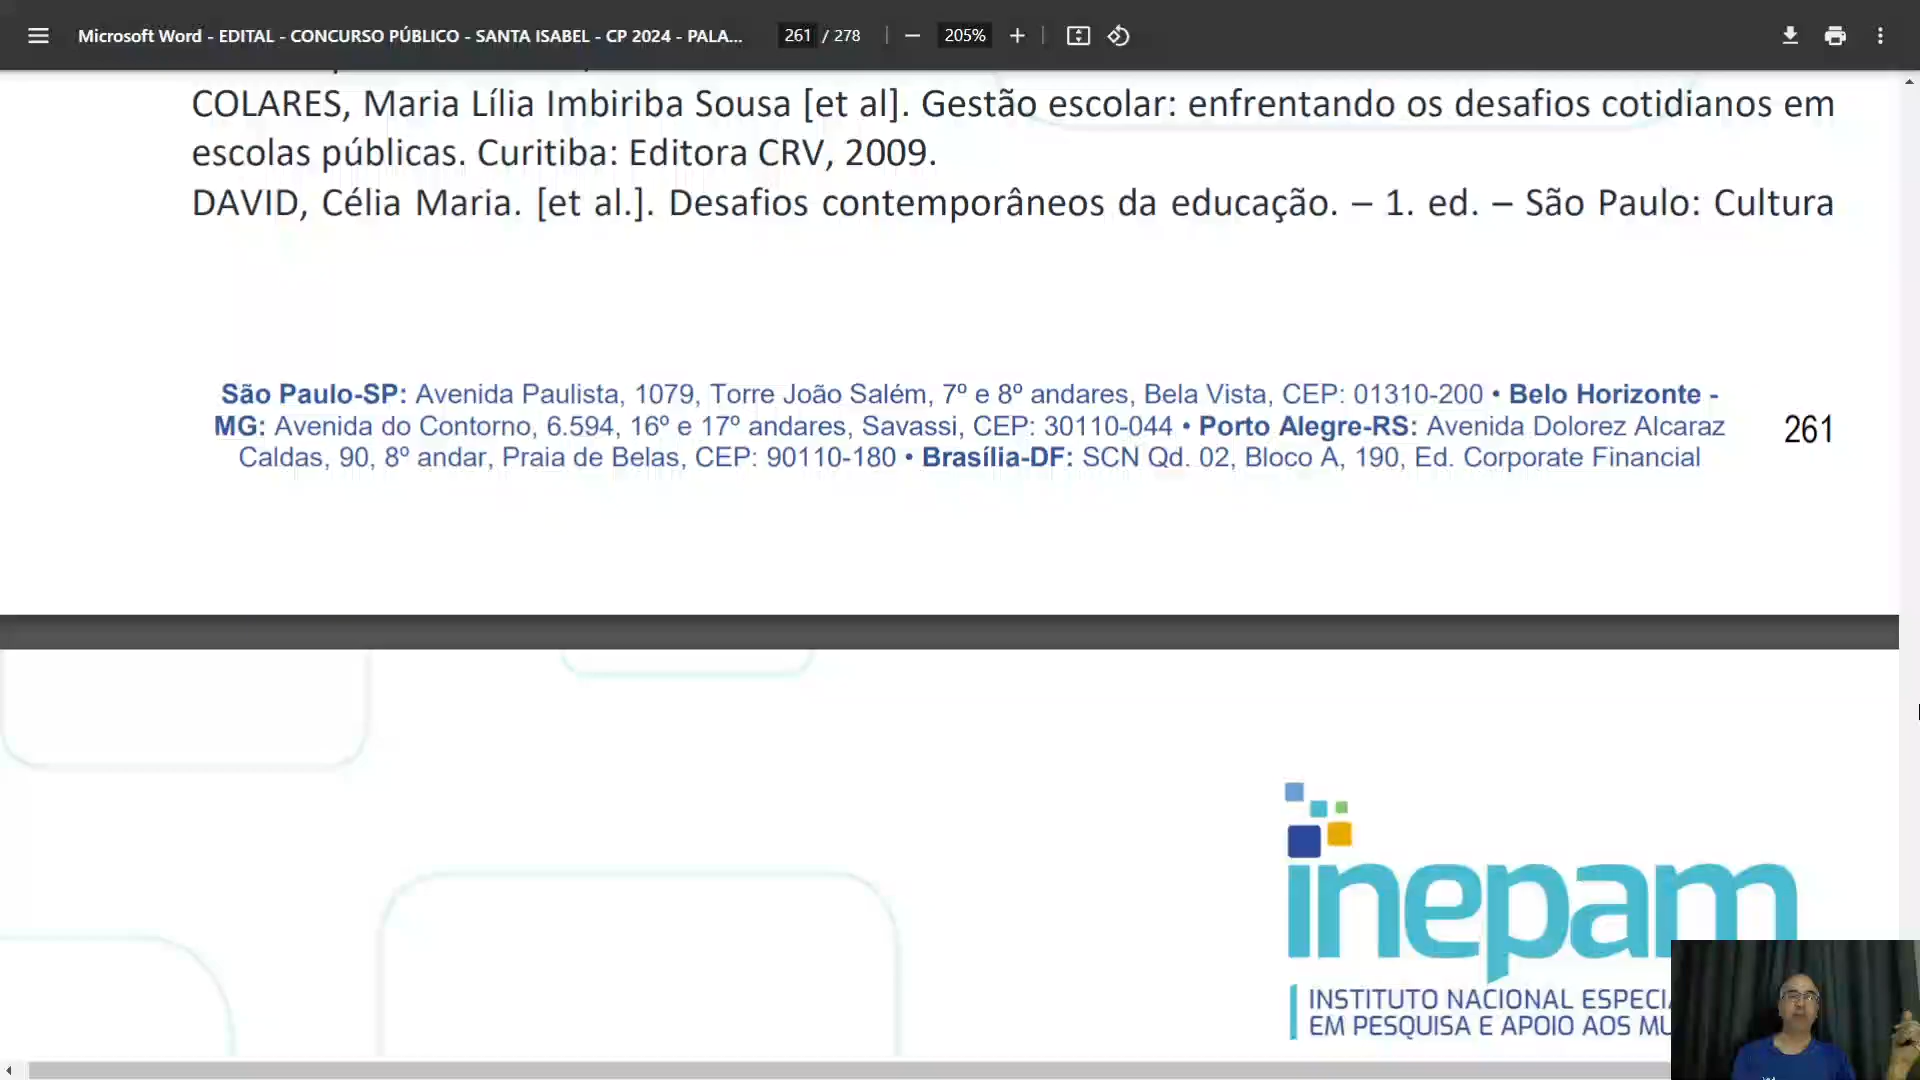 Microsoft Word - EDITAL - CONCURSO PÚBLICO - SANTA ISABEL - CP 2024 - PALA...
261 / 278
205%
COLARES, Maria Lília Imbiriba Sousa [et al]. Gestão escolar: enfrentando os desafios cotidianos em
escolas públicas. Curitiba: Editora CRV, 2009.
DAVID, Célia Maria. [et al.]. Desafios contemporâneos da educação. – 1. ed. – São Paulo: Cultura
São Paulo-SP: Avenida Paulista, 1079, Torre João Salém, 7º e 8º andares, Bela Vista, CEP: 01310-200 • Belo Horizonte -
MG: Avenida do Contorno, 6.594, 16º e 17º andares, Savassi, CEP: 30110-044 • Porto Alegre-RS: Avenida Dolorez Alcaraz
Caldas, 90, 8º andar, Praia de Belas, CEP: 90110-180 • Brasília-DF: SCN Qd. 02, Bloco A, 190, Ed. Corporate Financial
261
inepam
INSTITUTO NACIONAL ESPECI
EM PESQUISA E APOIO AOS MU